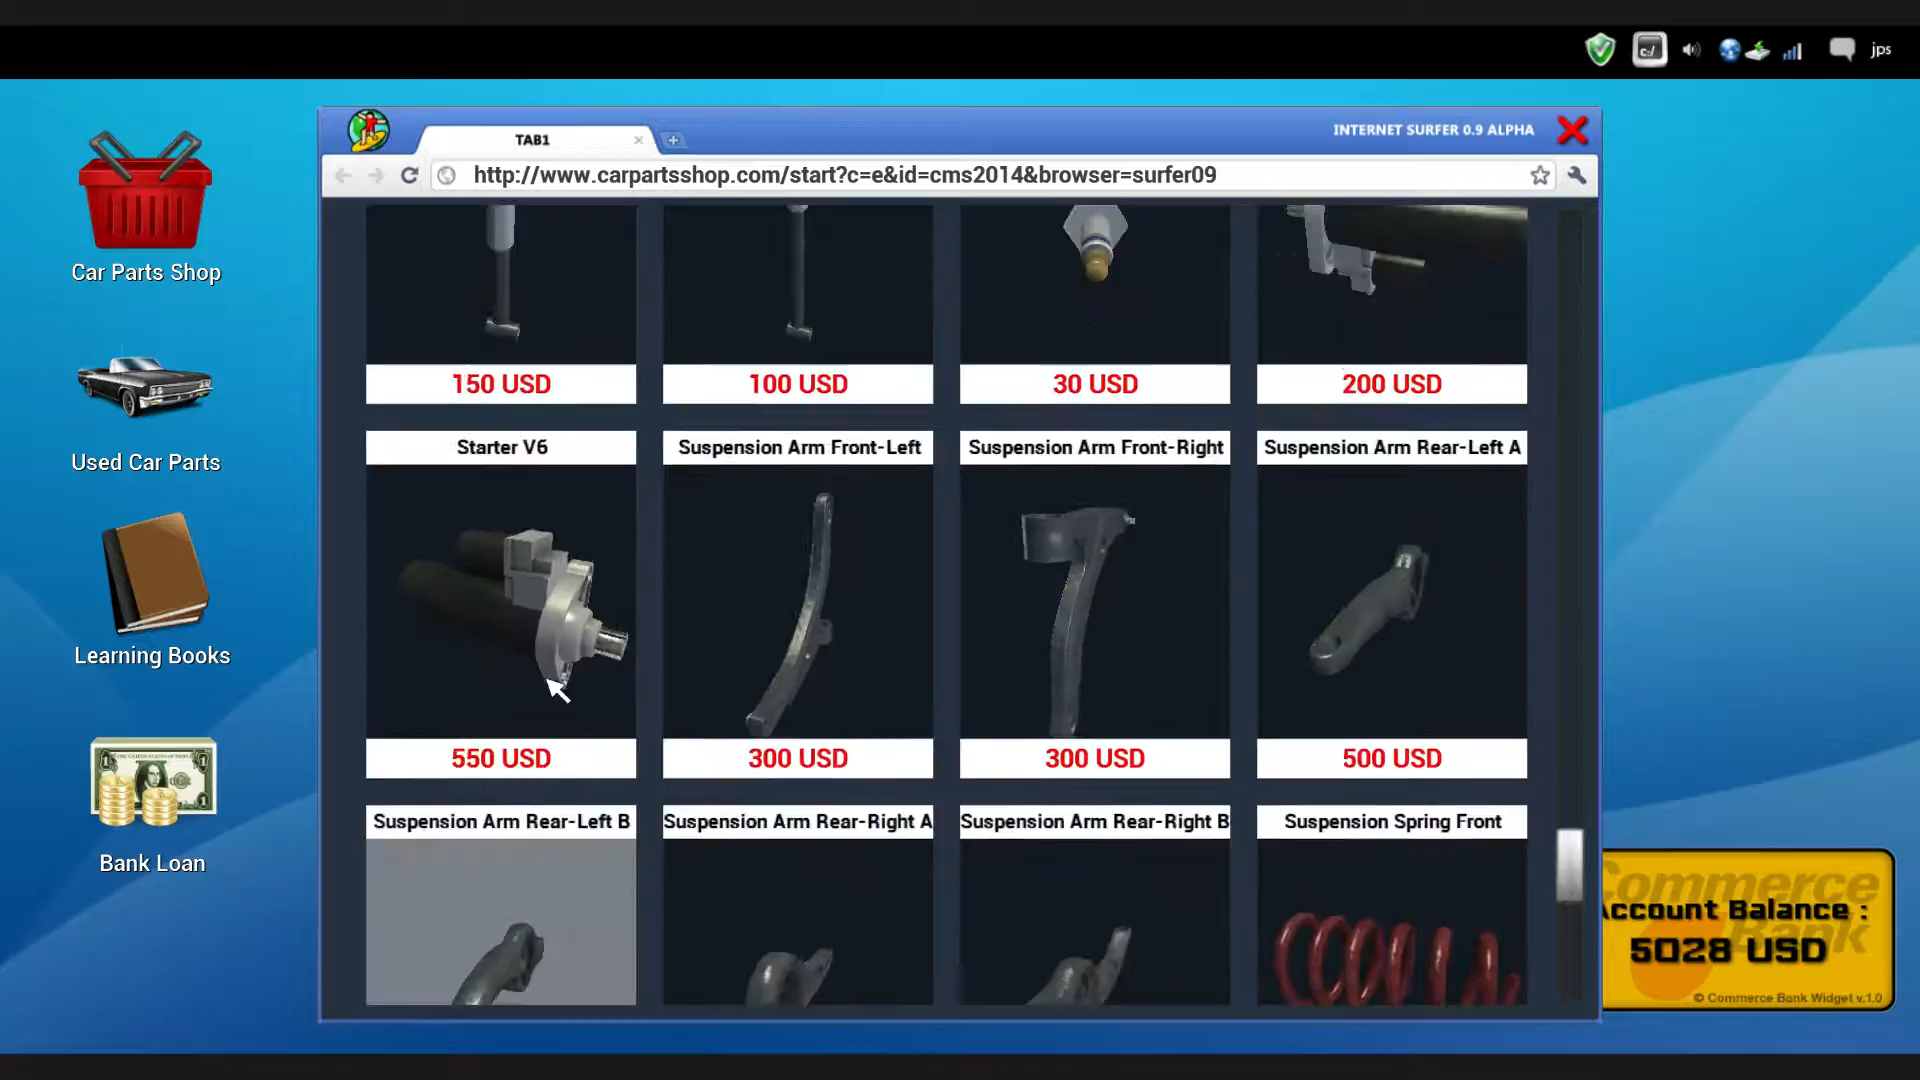 c:/
jps
TAB1
INTERNET SURFER 0.9 ALPHA
http://www.carpartsshop.com/start?c=e&id=cms2014&browser=surfer09
Car Parts Shop
Used Car Parts
Learning Books
Bank Loan
150 USD
100 USD
30 USD
200 USD
Starter V6
Suspension Arm Front-Left
Suspension Arm Front-Right
Suspension Arm Rear-Left A
550 USD
300 USD
300 USD
500 USD
Suspension Arm Rear-Left B
Suspension Arm Rear-Right A
Suspension Arm Rear-Right B
Suspension Spring Front
Commerce
Bank
Account Balance :
5028 USD
© Commerce Bank Widget v.1.0